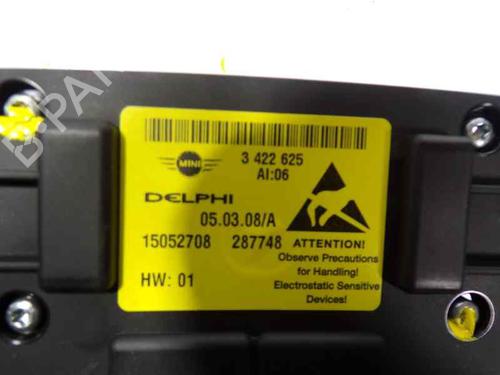 MINI
3 422 625
AI:06
DELPHI
05.03.08/A
15052708 287748
HW: 01
ATTENTION!
Observe Precautions
for Handling!
Electrostatic Sensitive
Devices!
B-PARTS